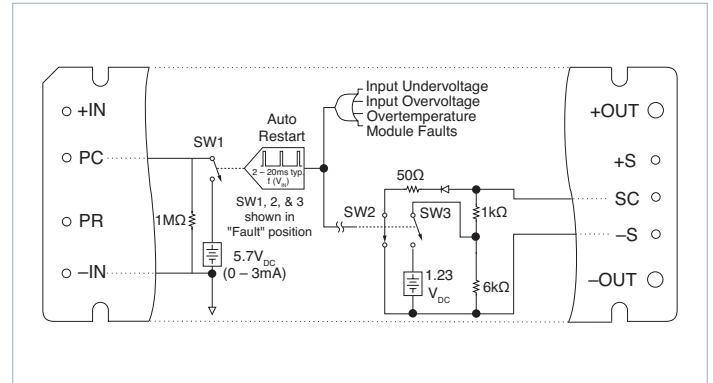 +IN
PC
PR
–IN
SW1
1MΩ
5.7V DC
(0 – 3mA)
Auto
Restart
2 – 20ms typ.
f (V IN)
SW1, 2, & 3
shown in
"Fault" position
Input Undervoltage
Input Overvoltage
Overtemperature
Module Faults
50Ω
SW2
SW3
1kΩ
1.23
V DC
6kΩ
+OUT
+S
SC
–S
–OUT